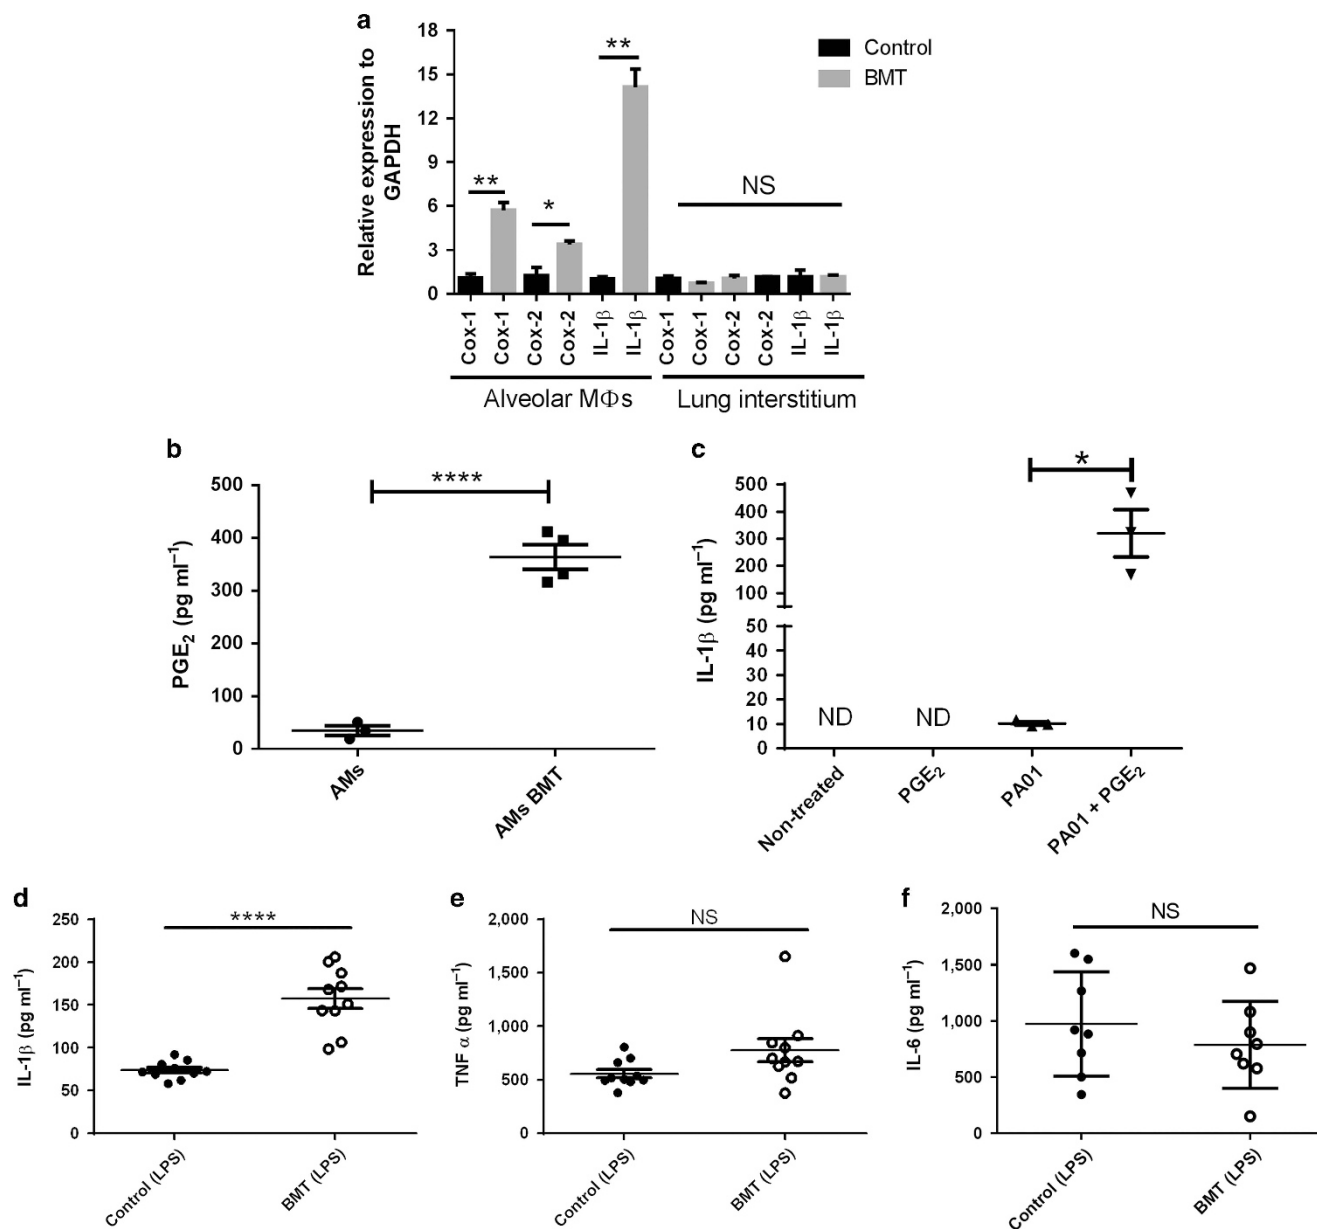 a
Relative expression to
GAPDH
18
15
12
9
6
3
0
**
*
**
NS
Control
BMT
Cox-1
Cox-1
Cox-2
Cox-2
IL-1β
IL-1β
Cox-1
Cox-1
Cox-2
Cox-2
IL-1β
IL-1β
Alveolar MΦs
Lung interstitium
b
PGE₂ (pg ml⁻¹)
500
400
300
200
100
0
****
AMs
AMs BMT
c
IL-1β (pg ml⁻¹)
500
400
300
200
100
50
40
30
20
10
0
*
ND
ND
Non-treated
PGE₂
PA01
PA01 + PGE₂
d
IL-1β (pg ml⁻¹)
250
200
150
100
50
0
****
Control (LPS)
BMT (LPS)
e
TNF α (pg ml⁻¹)
2,000
1,500
1,000
500
0
NS
Control (LPS)
BMT (LPS)
f
IL-6 (pg ml⁻¹)
2,000
1,500
1,000
500
0
NS
Control (LPS)
BMT (LPS)